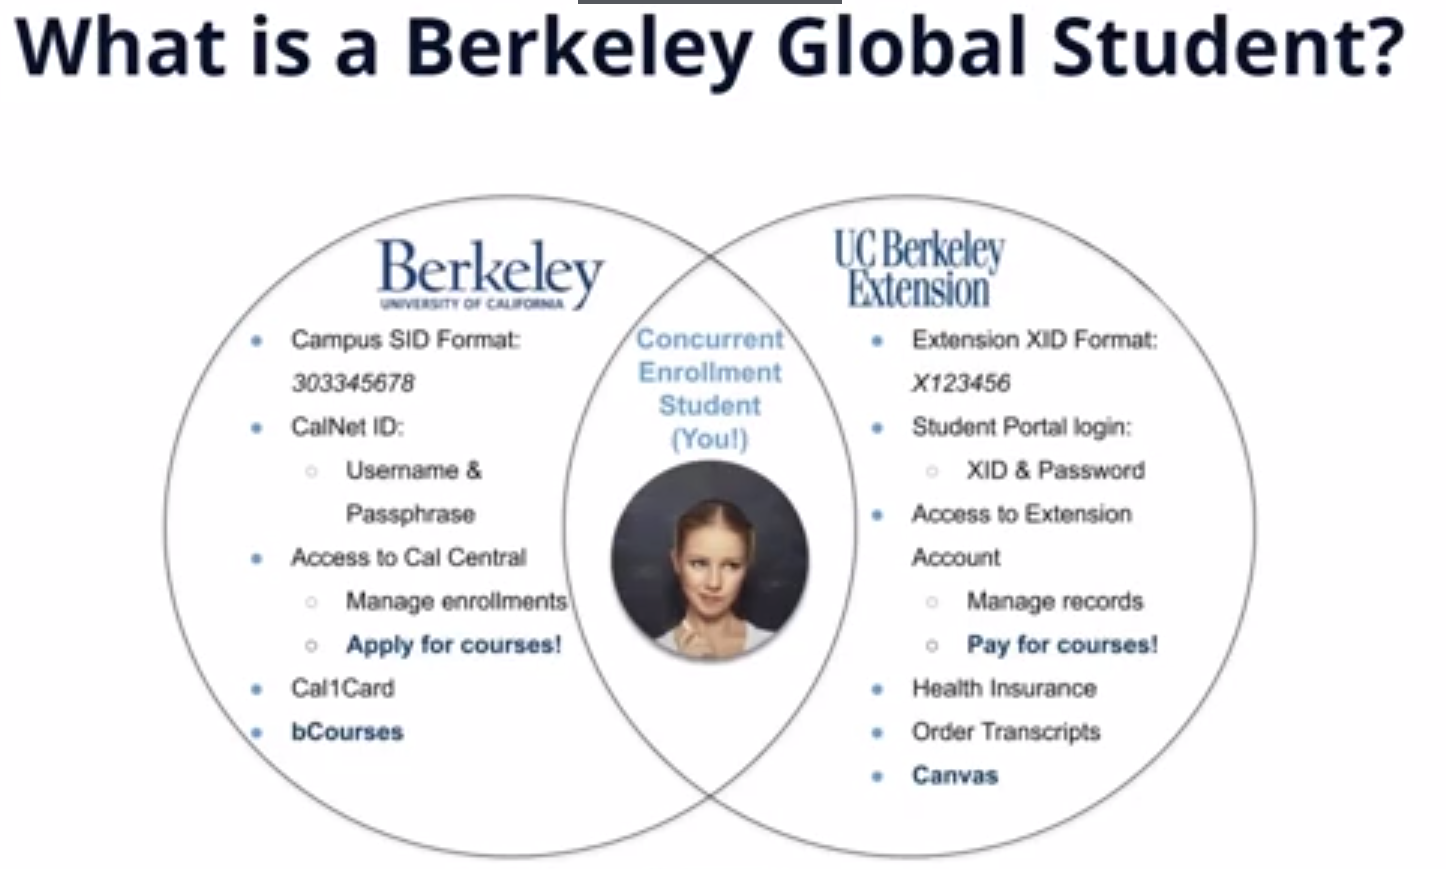 What is a Berkeley Global Student?
Berkeley
UNIVERSITY OF CALIFORNIA
Campus SID Format:
303345678
CalNet ID:
Username &
Passphrase
Access to Cal Central
Manage enrollments
Apply for courses!
Cal1Card
bCourses
Concurrent
Enrollment
Student
(You!)
UC Berkeley
Extension
Extension XID Format:
X123456
Student Portal login:
XID & Password
Access to Extension
Account
Manage records
Pay for courses!
Health Insurance
Order Transcripts
Canvas